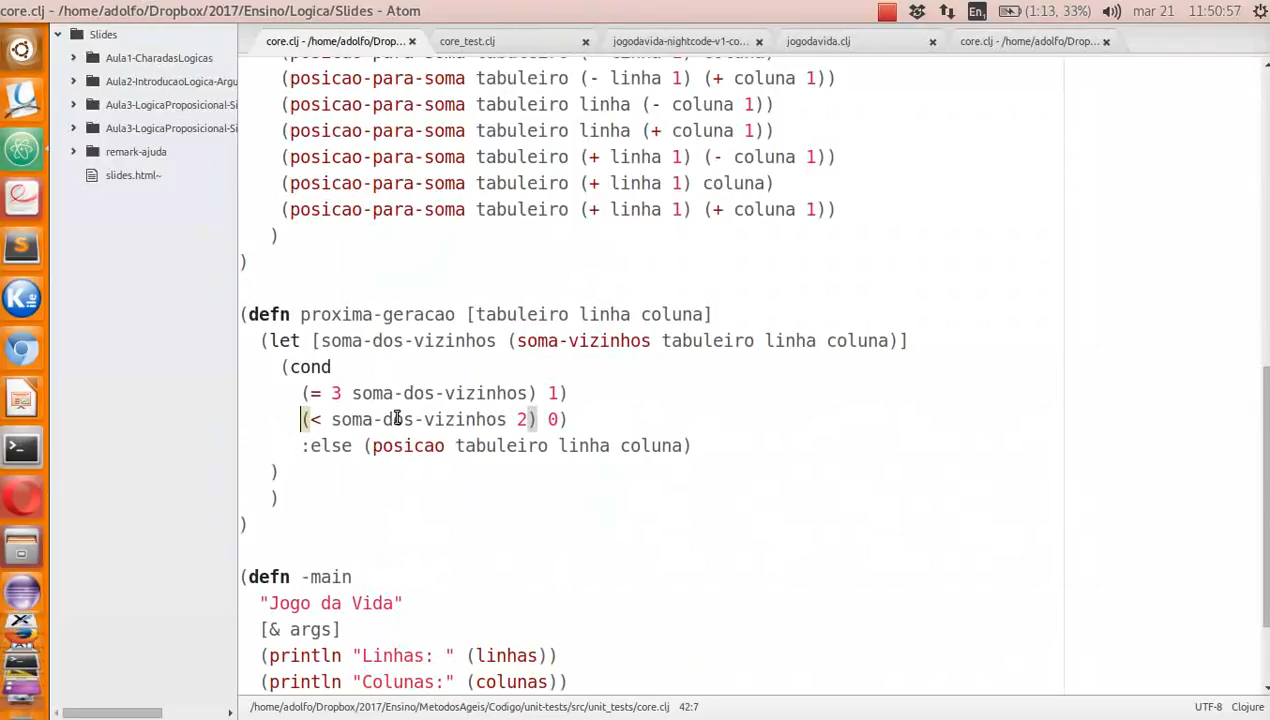 core.clj - /home/adolfo/Dropbox/2017/Ensino/Logica/Slides - Atom
En1 (1:13, 33%) mar 21 11:50:57
Slides
Aula1-CharadasLogicas
Aula2-IntroducaoLogica-Argu
Aula3-LogicaProposicional-Si
Aula3-LogicaProposicional-Si
remark-ajuda
slides.html~
core.clj - /home/adolfo/Drop... core_test.clj jogodavida-nightcode-v1-co... jogodavida.clj core.clj - /home/adolfo/Drop...
(posicao-para-soma tabuleiro (- linha 1) (+ coluna 1))
(posicao-para-soma tabuleiro linha (- coluna 1))
(posicao-para-soma tabuleiro linha (+ coluna 1))
(posicao-para-soma tabuleiro (+ linha 1) (- coluna 1))
(posicao-para-soma tabuleiro (+ linha 1) coluna)
(posicao-para-soma tabuleiro (+ linha 1) (+ coluna 1))
)
)
(defn proxima-geracao [tabuleiro linha coluna]
(let [soma-dos-vizinhos (soma-vizinhos tabuleiro linha coluna)]
(cond
(= 3 soma-dos-vizinhos) 1)
(< soma-dos-vizinhos 2) 0)
:else (posicao tabuleiro linha coluna)
)
)
)
(defn -main
"Jogo da Vida"
[& args]
(println "Linhas: " (linhas))
(println "Colunas:" (colunas))
/home/adolfo/Dropbox/2017/Ensino/MetodosAgeis/Codigo/unit-tests/src/unit_tests/core.clj 42:7 UTF-8 Clojure